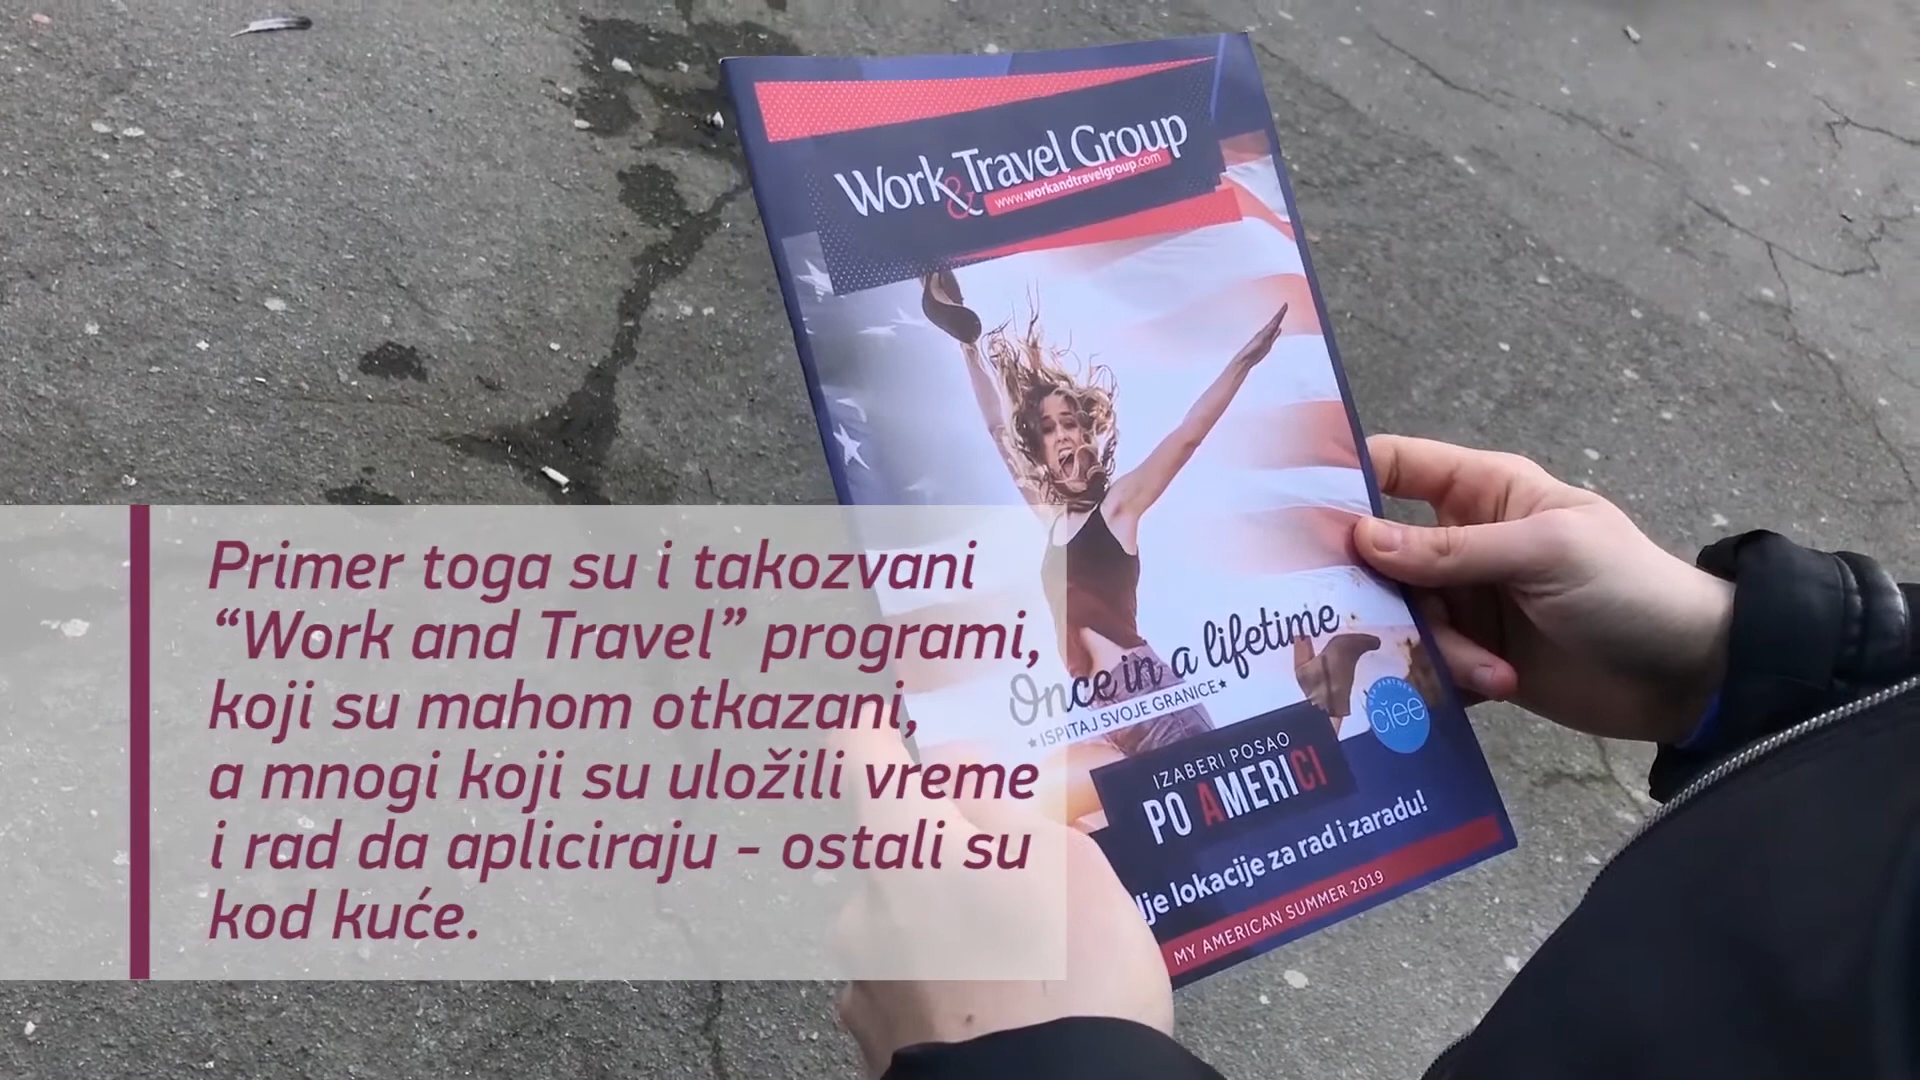 Work & Travel Group
www.workandtravelgroup.com
Once in a lifetime
★ISPITAJ SVOJE GRANICE★
PARTNER
ciee
IZABERI POSAO
PO AMERICI
lokacije za rad i zaradu!
MY AMERICAN SUMMER 2019
Primer toga su i takozvani
“Work and Travel” programi,
koji su mahom otkazani,
a mnogi koji su uložili vreme
i rad da apliciraju - ostali su
kod kuće.